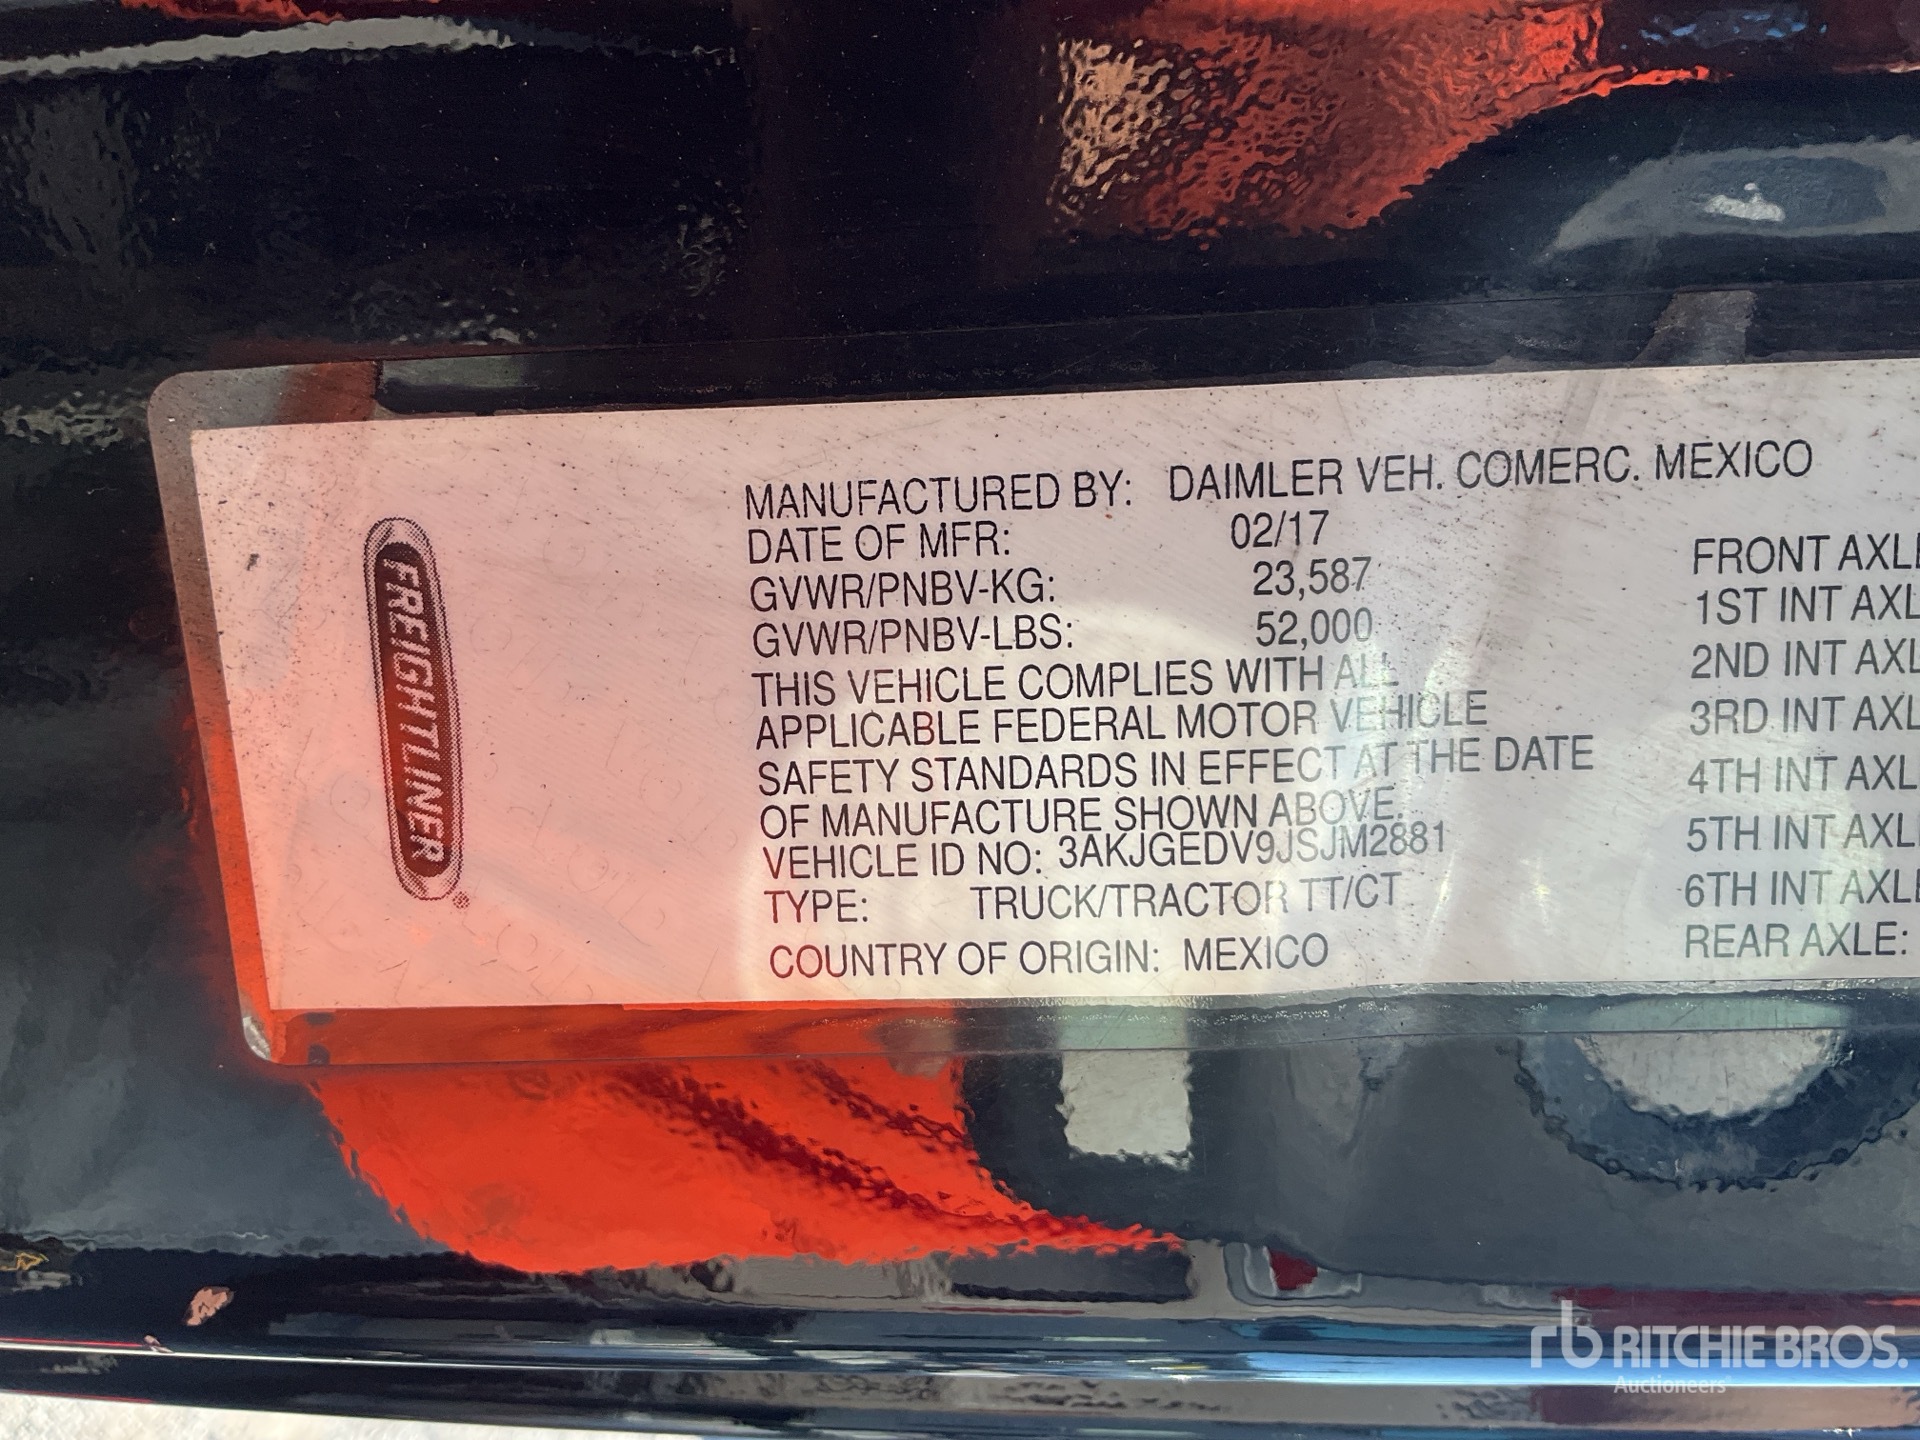 FREIGHTLINER®
MANUFACTURED BY: DAIMLER VEH. COMERC. MEXICO
DATE OF MFR: 02/17
GVWR/PNBV-KG: 23,587
GVWR/PNBV-LBS: 52,000
THIS VEHICLE COMPLIES WITH ALL
APPLICABLE FEDERAL MOTOR VEHICLE
SAFETY STANDARDS IN EFFECT AT THE DATE
OF MANUFACTURE SHOWN ABOVE.
VEHICLE ID NO: 3AKJGEDV9JSJM2881
TYPE: TRUCK/TRACTOR TT/CT
COUNTRY OF ORIGIN: MEXICO
FRONT AXLE
1ST INT AXL
2ND INT AXL
3RD INT AXL
4TH INT AXL
5TH INT AXLE
6TH INT AXLE
REAR AXLE:
rb RITCHIE BROS.
Auctioneers